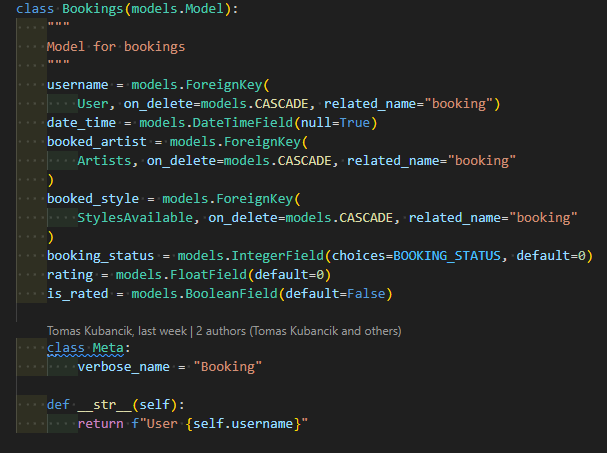 class Bookings(models.Model):
    """
    Model for bookings
    """
    username = models.ForeignKey(
        User, on_delete=models.CASCADE, related_name="booking")
    date_time = models.DateTimeField(null=True)
    booked_artist = models.ForeignKey(
        Artists, on_delete=models.CASCADE, related_name="booking"
    )
    booked_style = models.ForeignKey(
        StylesAvailable, on_delete=models.CASCADE, related_name="booking"
    )
    booking_status = models.IntegerField(choices=BOOKING_STATUS, default=0)
    rating = models.FloatField(default=0)
    is_rated = models.BooleanField(default=False)
    Tomas Kubancik, last week | 2 authors (Tomas Kubancik and others)
    class Meta:
        verbose_name = "Booking"
    def __str__(self):
        return f"User {self.username}"